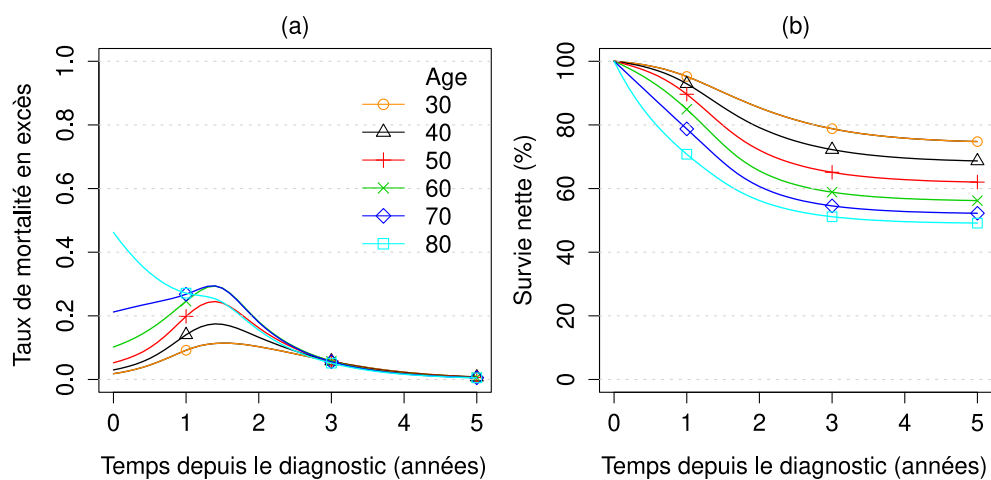 (a)
Taux de mortalité en excès
1.0
0.8
0.6
0.4
0.2
0.0
Age
30
40
50
60
70
80
0 1 2 3 4 5
Temps depuis le diagnostic (années)
(b)
Survie nette (%)
100
80
60
40
20
0
0 1 2 3 4 5
Temps depuis le diagnostic (années)